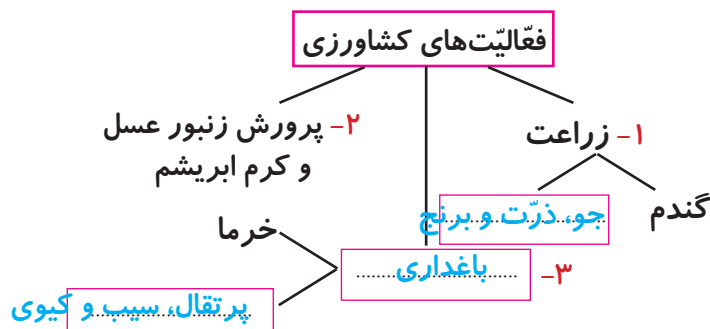 فعّالیّت‌های کشاورزی
۱- زراعت
۲- پرورش زنبور عسل
و کرم ابریشم
گندم
جو، ذرّت و برنج
خرما
۳- باغداری
پرتقال، سیب و کیوی